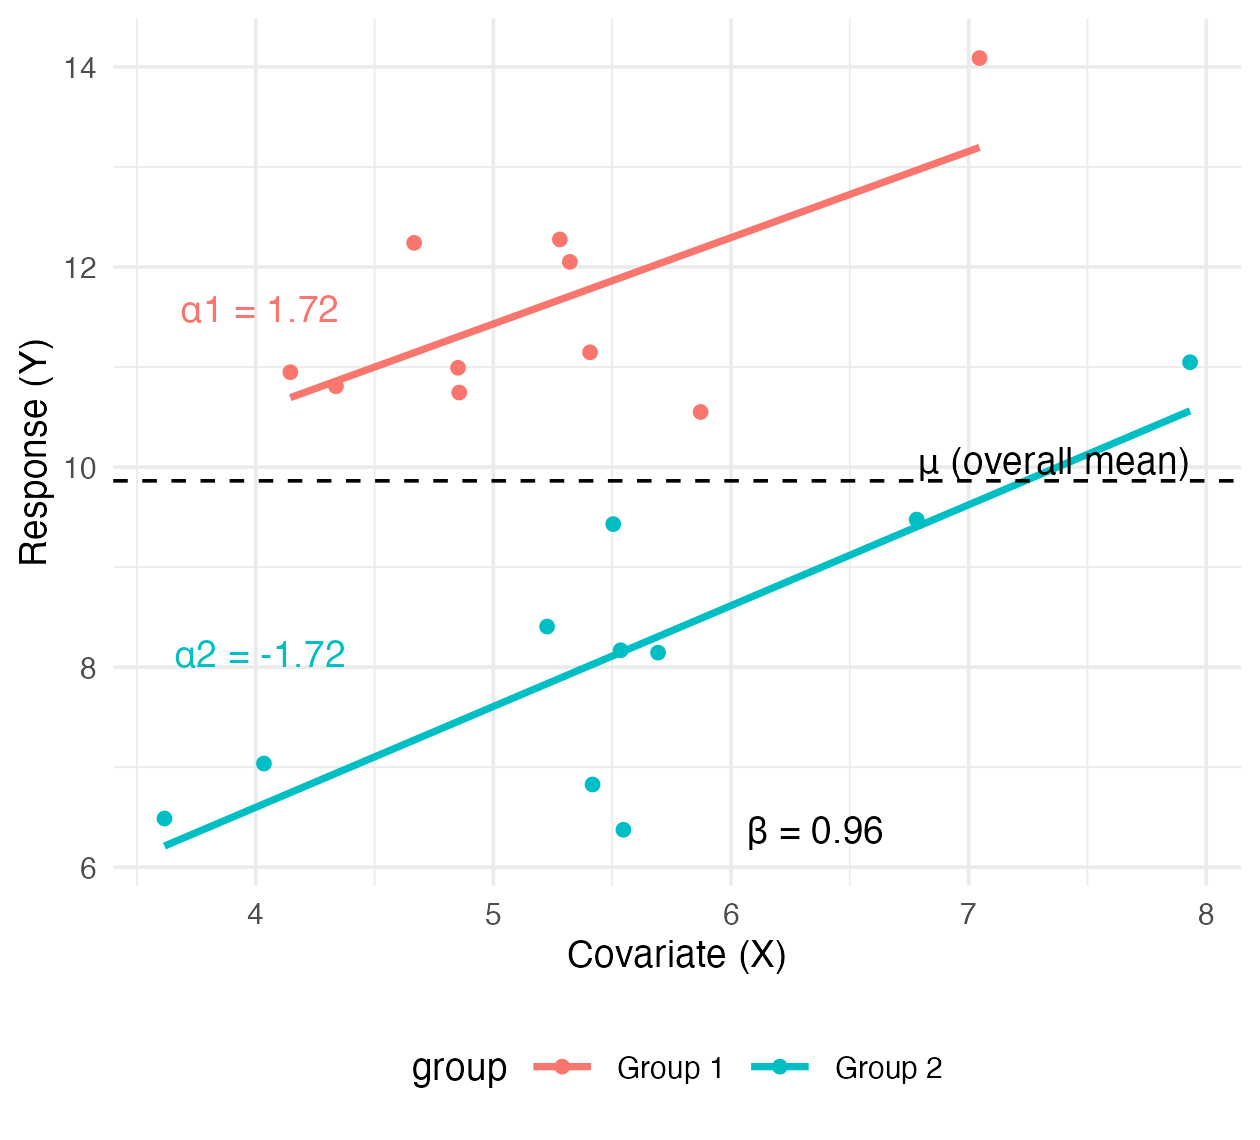 14
12
α1 = 1.72
10
μ (overall mean)
Response (Y)
α2 = -1.72
8
β = 0.96
6
4 5 6 7 8
Covariate (X)
group Group 1 Group 2